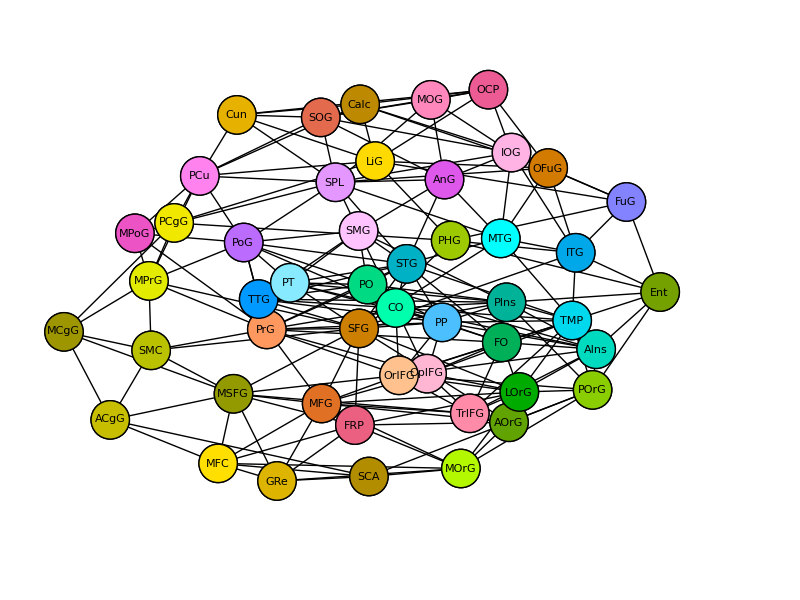 OCP
MOG
Calc
Cun
SOG
IOG
LiG
OFuG
PCu
AnG
SPL
FuG
PCgG
SMG
MPoG
MTG
PHG
PoG
ITG
STG
MPrG
PT
PO
Ent
TTG
PIns
CO
TMP
PP
PrG
SFG
MCgG
FO
AIns
SMC
OpIFG
OrIFG
POrG
LOrG
MSFG
MFG
TrIFG
ACgG
AOrG
FRP
MFC
MOrG
SCA
GRe